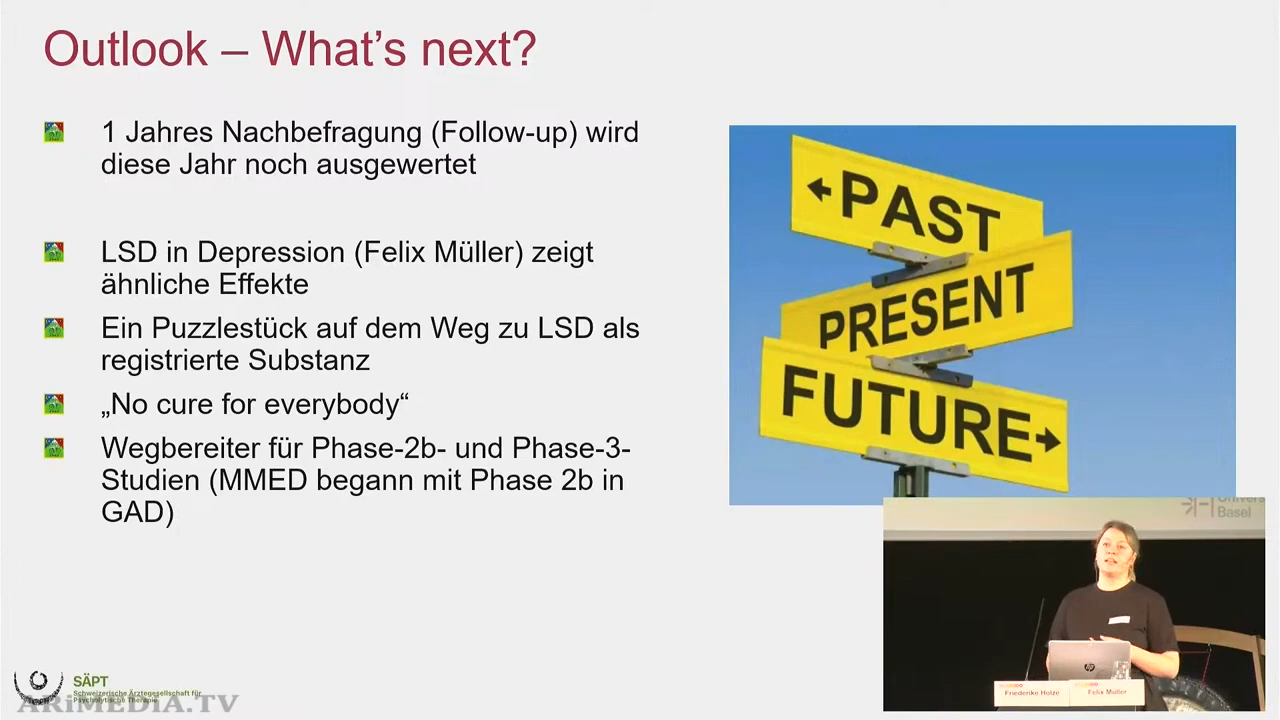 Outlook – What's next?
1 Jahres Nachbefragung (Follow-up) wird
diese Jahr noch ausgewertet
LSD in Depression (Felix Müller) zeigt
ähnliche Effekte
Ein Puzzlestück auf dem Weg zu LSD als
registrierte Substanz
„No cure for everybody“
Wegbereiter für Phase-2b- und Phase-3-
Studien (MMED begann mit Phase 2b in
GAD)
PAST
PRESENT
FUTURE
Basel
hp
Friederike Holze
Felix Müller
SÄPT
Schweizerische Ärztegesellschaft für
Psycholytische Therapie
ARiMEDIA.TV